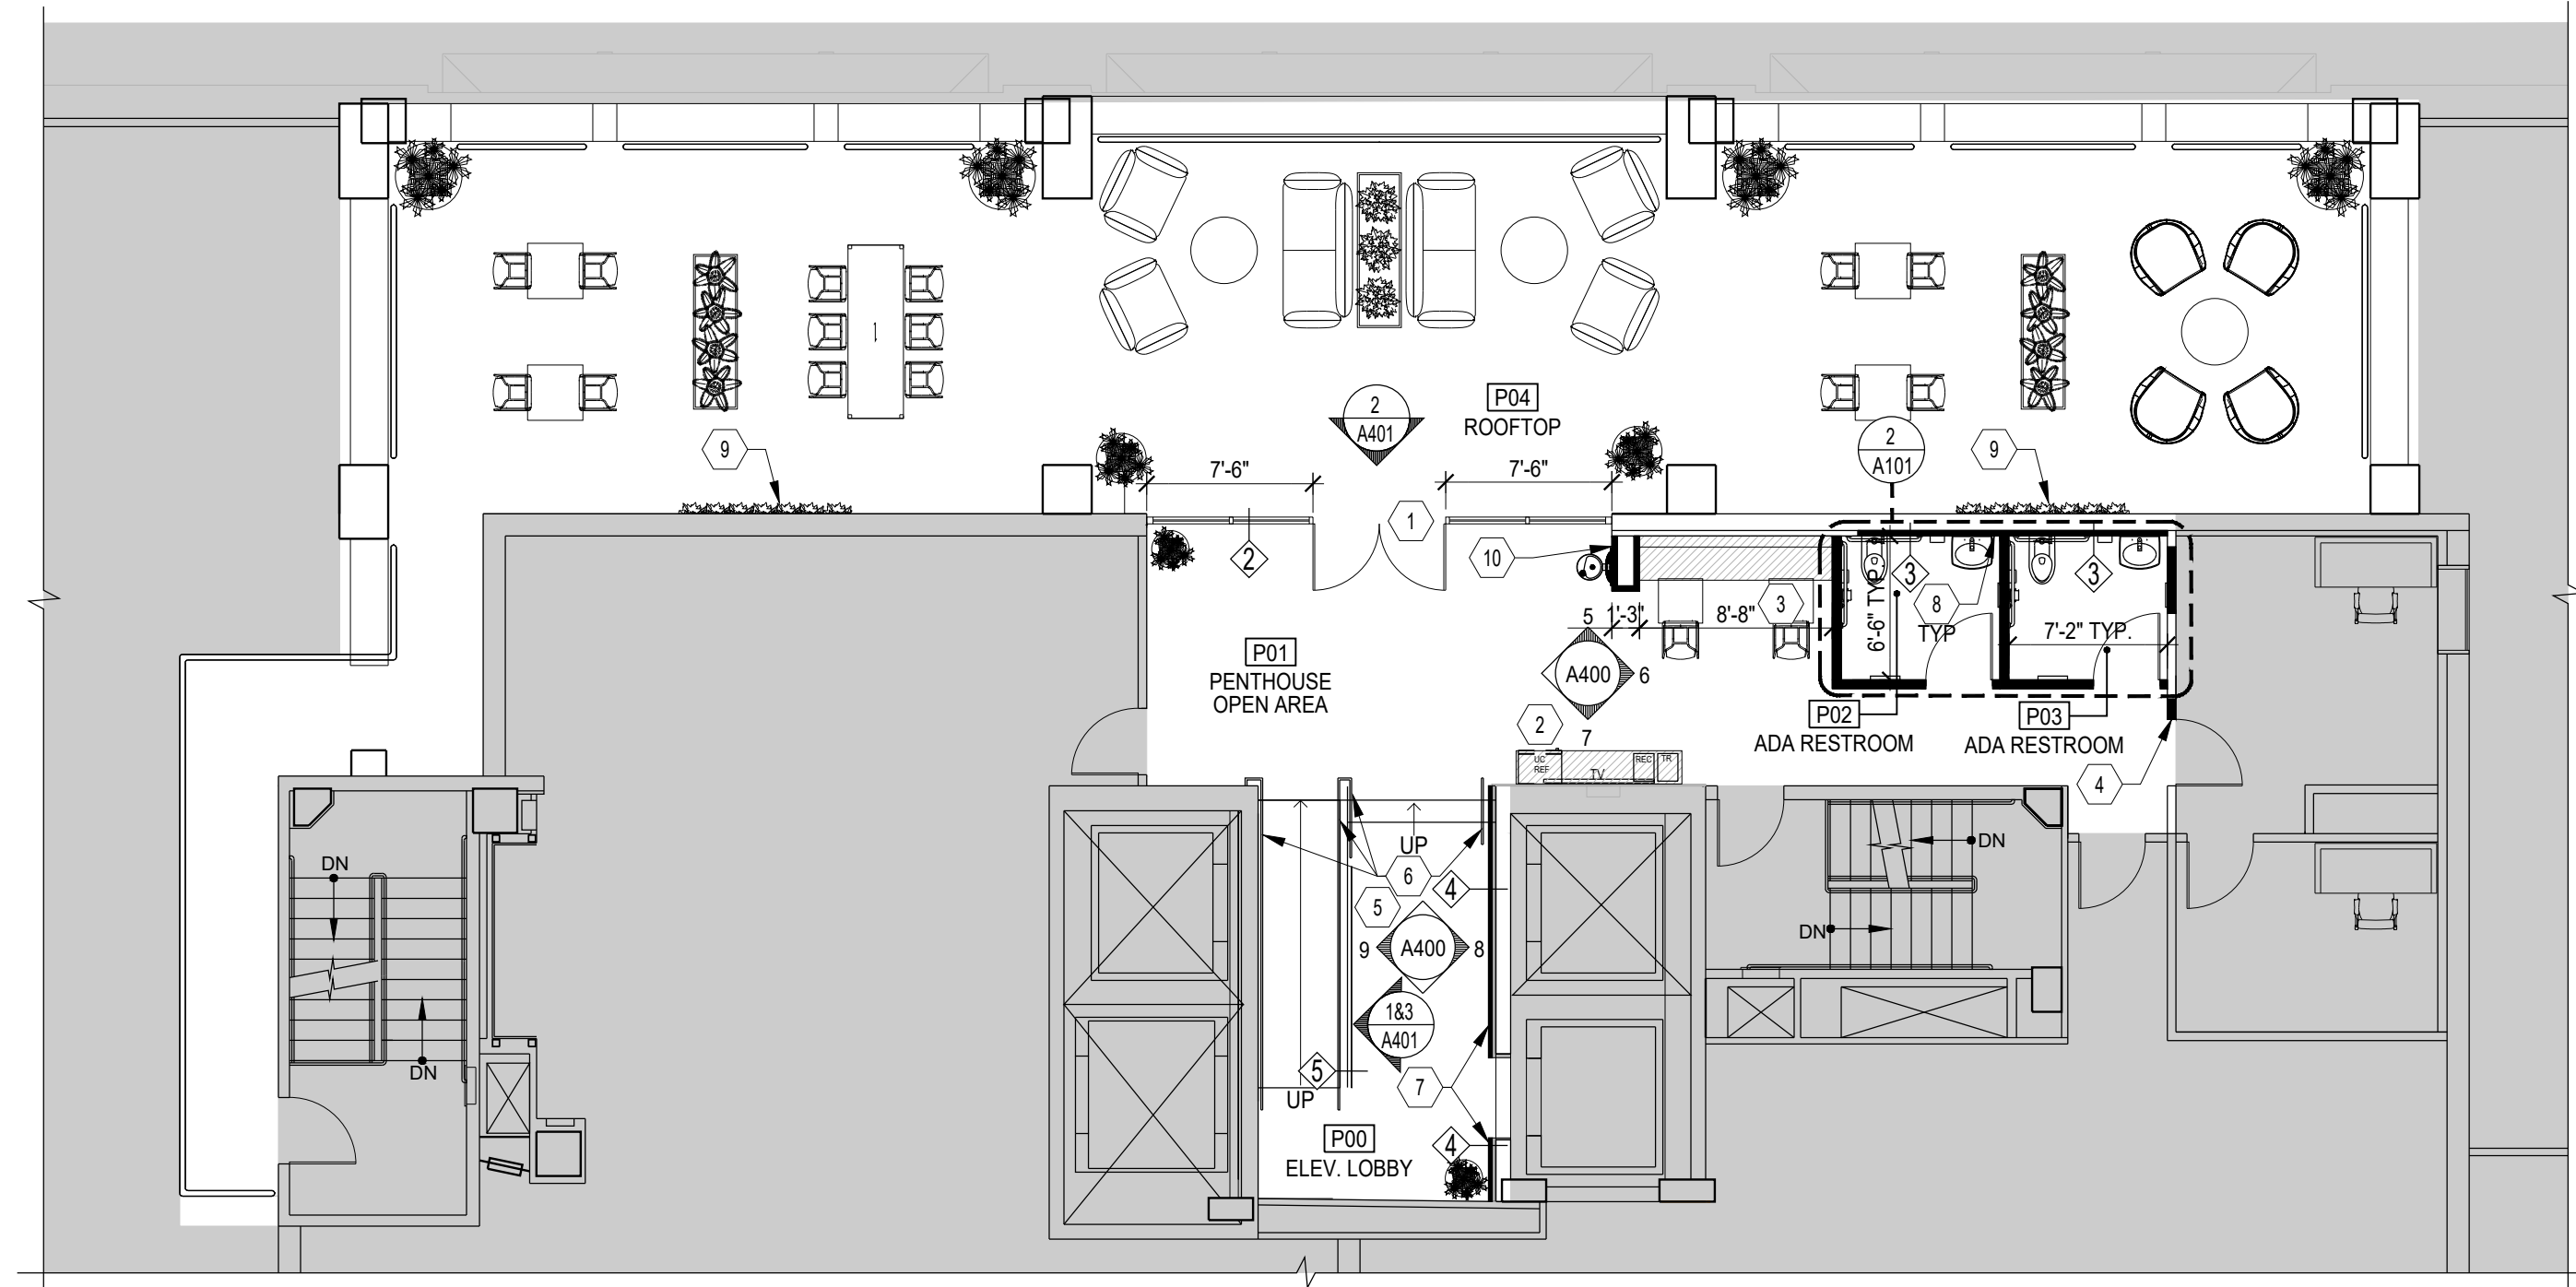 2
A401
P04
ROOFTOP
2
A101
9
9
7'-6"
7'-6"
1
2
10
3
3
3
8
5
1'-3"
8'-8"
6'-6" TYP.
TYP
7'-2" TYP.
P01
PENTHOUSE
OPEN AREA
A400
6
7
2
P02
ADA RESTROOM
P03
ADA RESTROOM
UC
REF
TV
REC
TR
4
UP
6
4
5
9
A400
8
1&3
A401
5
7
UP
P00
ELEV. LOBBY
4
DN
DN
DN
DN